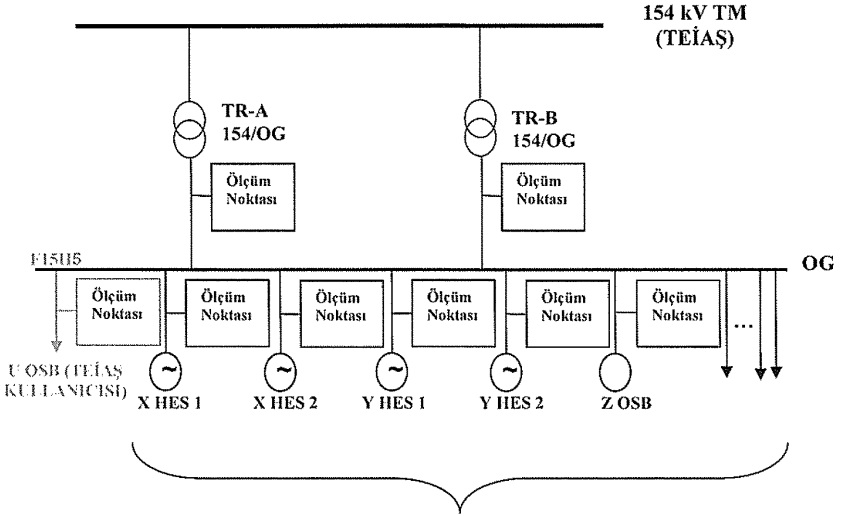 154 kV TM
(TEİAŞ)
TR-A
154/OG
TR-B
154/OG
Ölçüm
Noktası
Ölçüm
Noktası
OG
Ölçüm
Noktası
Ölçüm
Noktası
Ölçüm
Noktası
Ölçüm
Noktası
Ölçüm
Noktası
Ölçüm
Noktası
...
U OSB (TEİAŞ
KULLANICISI)
X HES 1
X HES 2
Y HES 1
Y HES 2
Z OSB